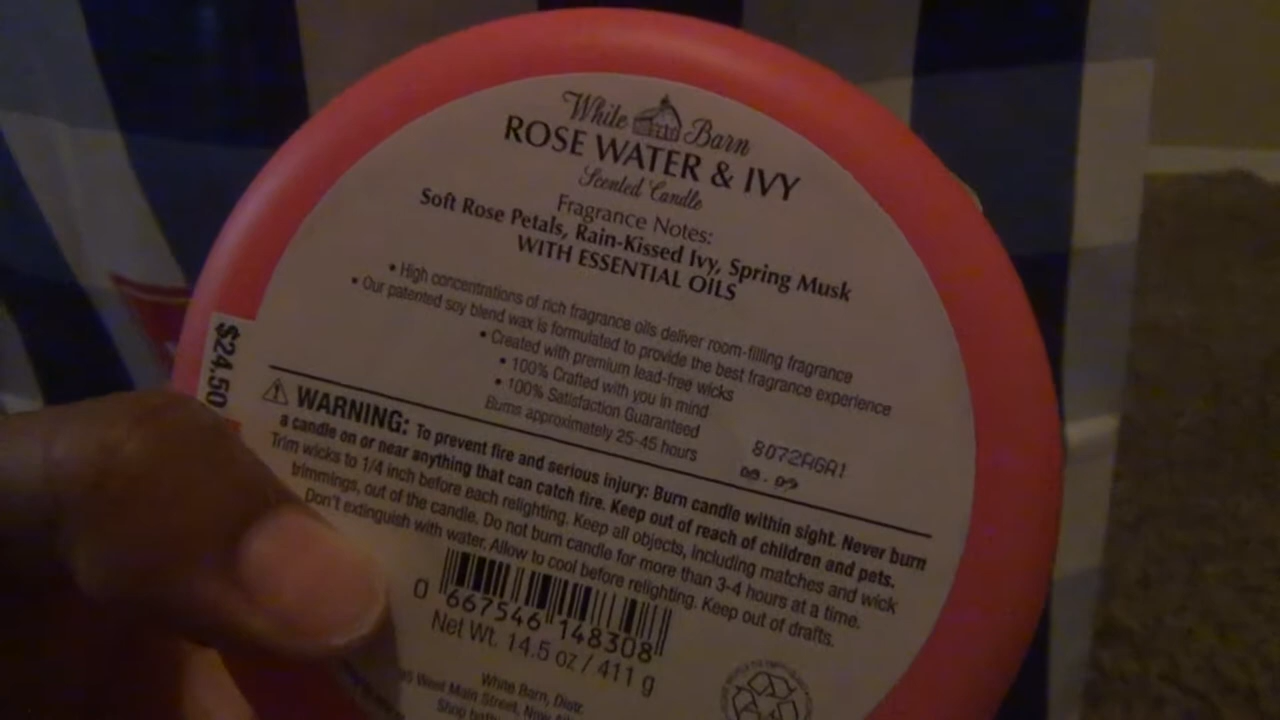 White Barn
ROSE WATER & IVY
Scented Candle
Fragrance Notes:
Soft Rose Petals, Rain-Kissed Ivy, Spring Musk
WITH ESSENTIAL OILS
• High concentrations of rich fragrance oils deliver room-filling fragrance
• Our patented soy blend wax is formulated to provide the best fragrance experience
• Created with premium lead-free wicks
• 100% Crafted with you in mind
• 100% Satisfaction Guaranteed
Burns approximately 25-45 hours
8072AGA1
$24.50
WARNING: To prevent fire and serious injury: Burn candle within sight. Never burn
a candle on or near anything that can catch fire. Keep out of reach of children and pets.
Trim wicks to 1/4 inch before each relighting. Keep all objects, including matches and wick
trimmings, out of the candle. Do not burn candle for more than 3-4 hours at a time.
Don't extinguish with water. Allow to cool before relighting. Keep out of drafts.
0 667546 148308
Net Wt. 14.5 oz / 411 g
White Barn, Distr.
West Main Street, New
Shop